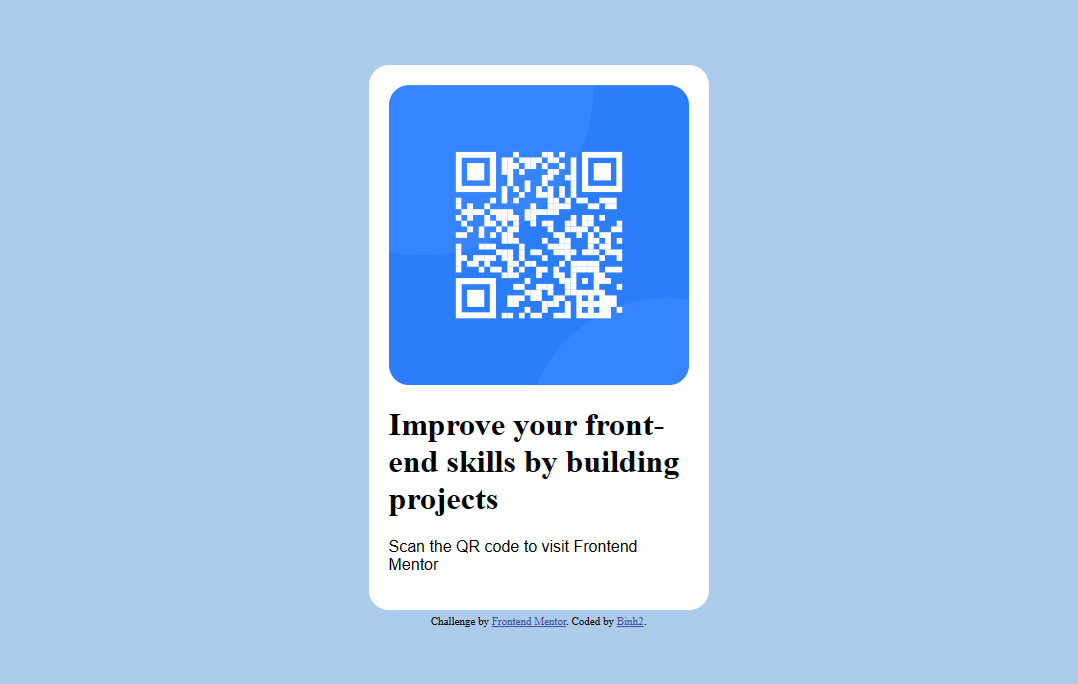 Improve your front-
end skills by building
projects
Scan the QR code to visit Frontend
Mentor
Challenge by Frontend Mentor. Coded by Binh2.